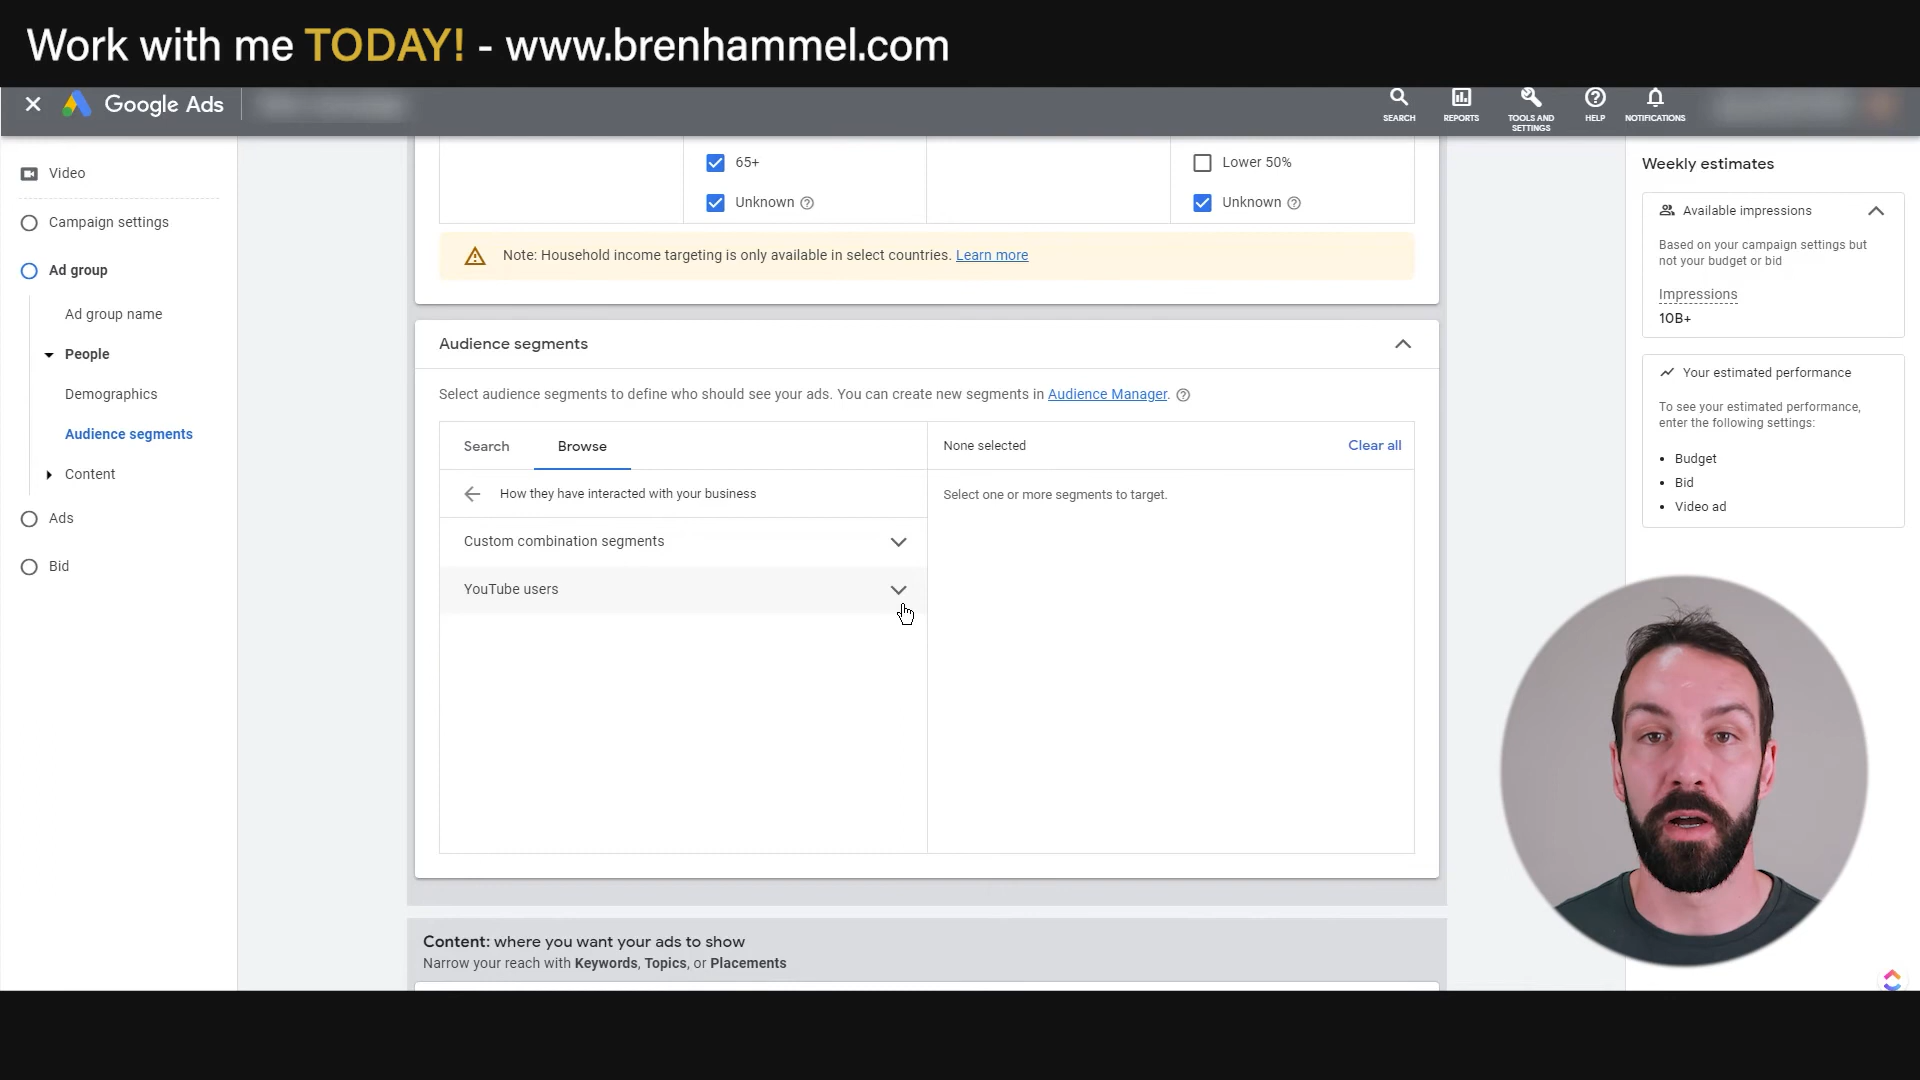 Work with me TODAY! - www.brenhammel.com
Google Ads
SEARCH
REPORTS
TOOLS AND
SETTINGS
HELP
NOTIFICATIONS
Video
Campaign settings
Ad group
Ad group name
People
Demographics
Audience segments
Content
Ads
Bid
65+
Unknown
Lower 50%
Unknown
Note: Household income targeting is only available in select countries. Learn more
Audience segments
Select audience segments to define who should see your ads. You can create new segments in Audience Manager.
Search
Browse
None selected
Clear all
How they have interacted with your business
Select one or more segments to target.
Custom combination segments
YouTube users
Content: where you want your ads to show
Narrow your reach with Keywords, Topics, or Placements
Weekly estimates
Available impressions
Based on your campaign settings but
not your budget or bid
Impressions
10B+
Your estimated performance
To see your estimated performance,
enter the following settings:
• Budget
• Bid
• Video ad